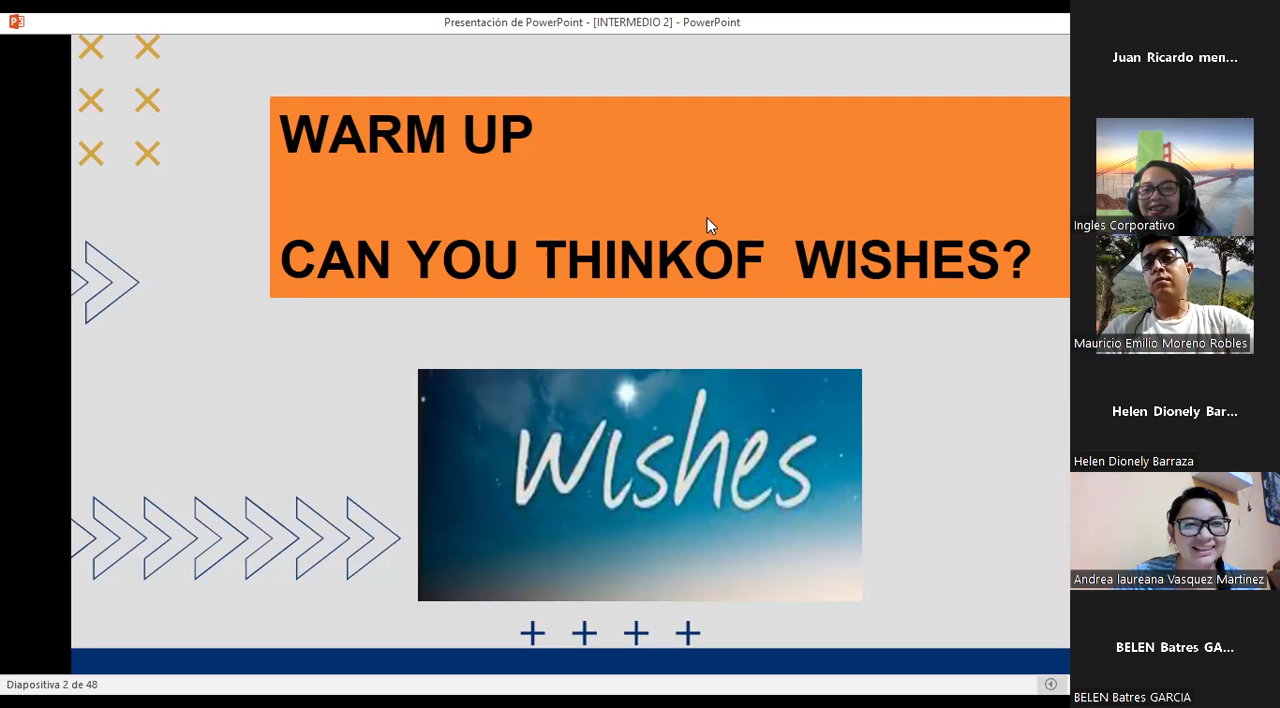 Presentación de PowerPoint - [INTERMEDIO 2] - PowerPoint
WARM UP
CAN YOU THINKOF  WISHES?
wishes
Diapositiva 2 de 48
Juan Ricardo men...
Ingles Corporativo
Mauricio Emilio Moreno Robles
Helen Dionely Bar...
Helen Dionely Barraza
Andrea laureana Vasquez Martinez
BELEN Batres GA...
BELEN Batres GARCIA